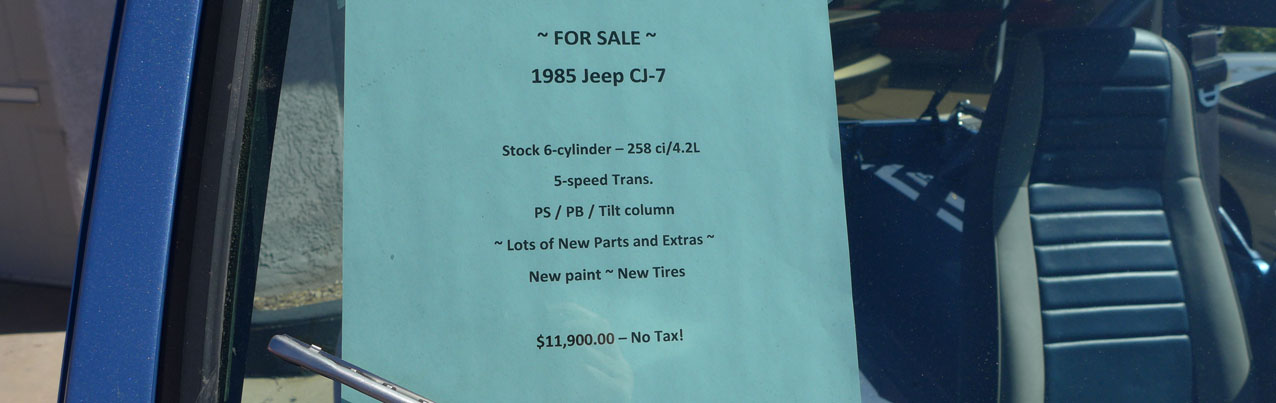 ~ FOR SALE ~
1985 Jeep CJ-7
Stock 6-cylinder – 258 ci/4.2L
5-speed Trans.
PS / PB / Tilt column
~ Lots of New Parts and Extras ~
New paint ~ New Tires
$11,900.00 – No Tax!